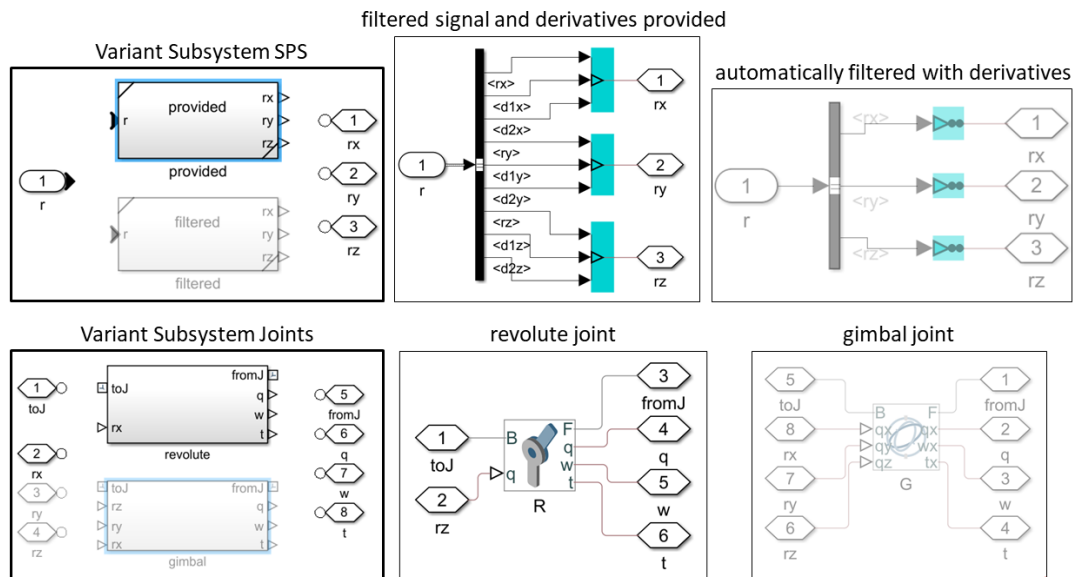 filtered signal and derivatives provided
Variant Subsystem SPS
automatically filtered with derivatives
r
provided
rx
ry
rz
provided
1
r
filtered
r
rx
ry
rz
filtered
1
rx
2
ry
3
rz
1
r
<rx>
<d1x>
<d2x>
<ry>
<d1y>
<d2y>
<rz>
<d1z>
<d2z>
1
rx
2
ry
3
rz
1
r
<rx>
<ry>
<rz>
1
rx
2
ry
3
rz
Variant Subsystem Joints
revolute joint
gimbal joint
1
toJ
2
rx
3
ry
4
rz
toJ
rx
fromJ
q
w
t
revolute
toJ
rz
ry
rx
fromJ
q
w
t
gimbal
5
fromJ
6
q
7
w
8
t
1
toJ
2
rz
B
q
F
q
w
t
R
3
fromJ
4
q
5
w
6
t
5
toJ
8
rx
7
ry
6
rz
B
qx
qy
qz
F
qx
wx
tx
G
1
fromJ
2
q
3
w
4
t